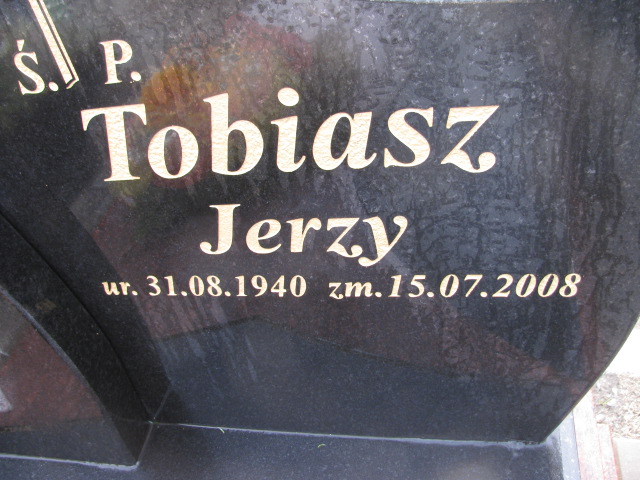 Ś. P.
Tobiasz
Jerzy
ur. 31.08.1940 zm. 15.07.2008